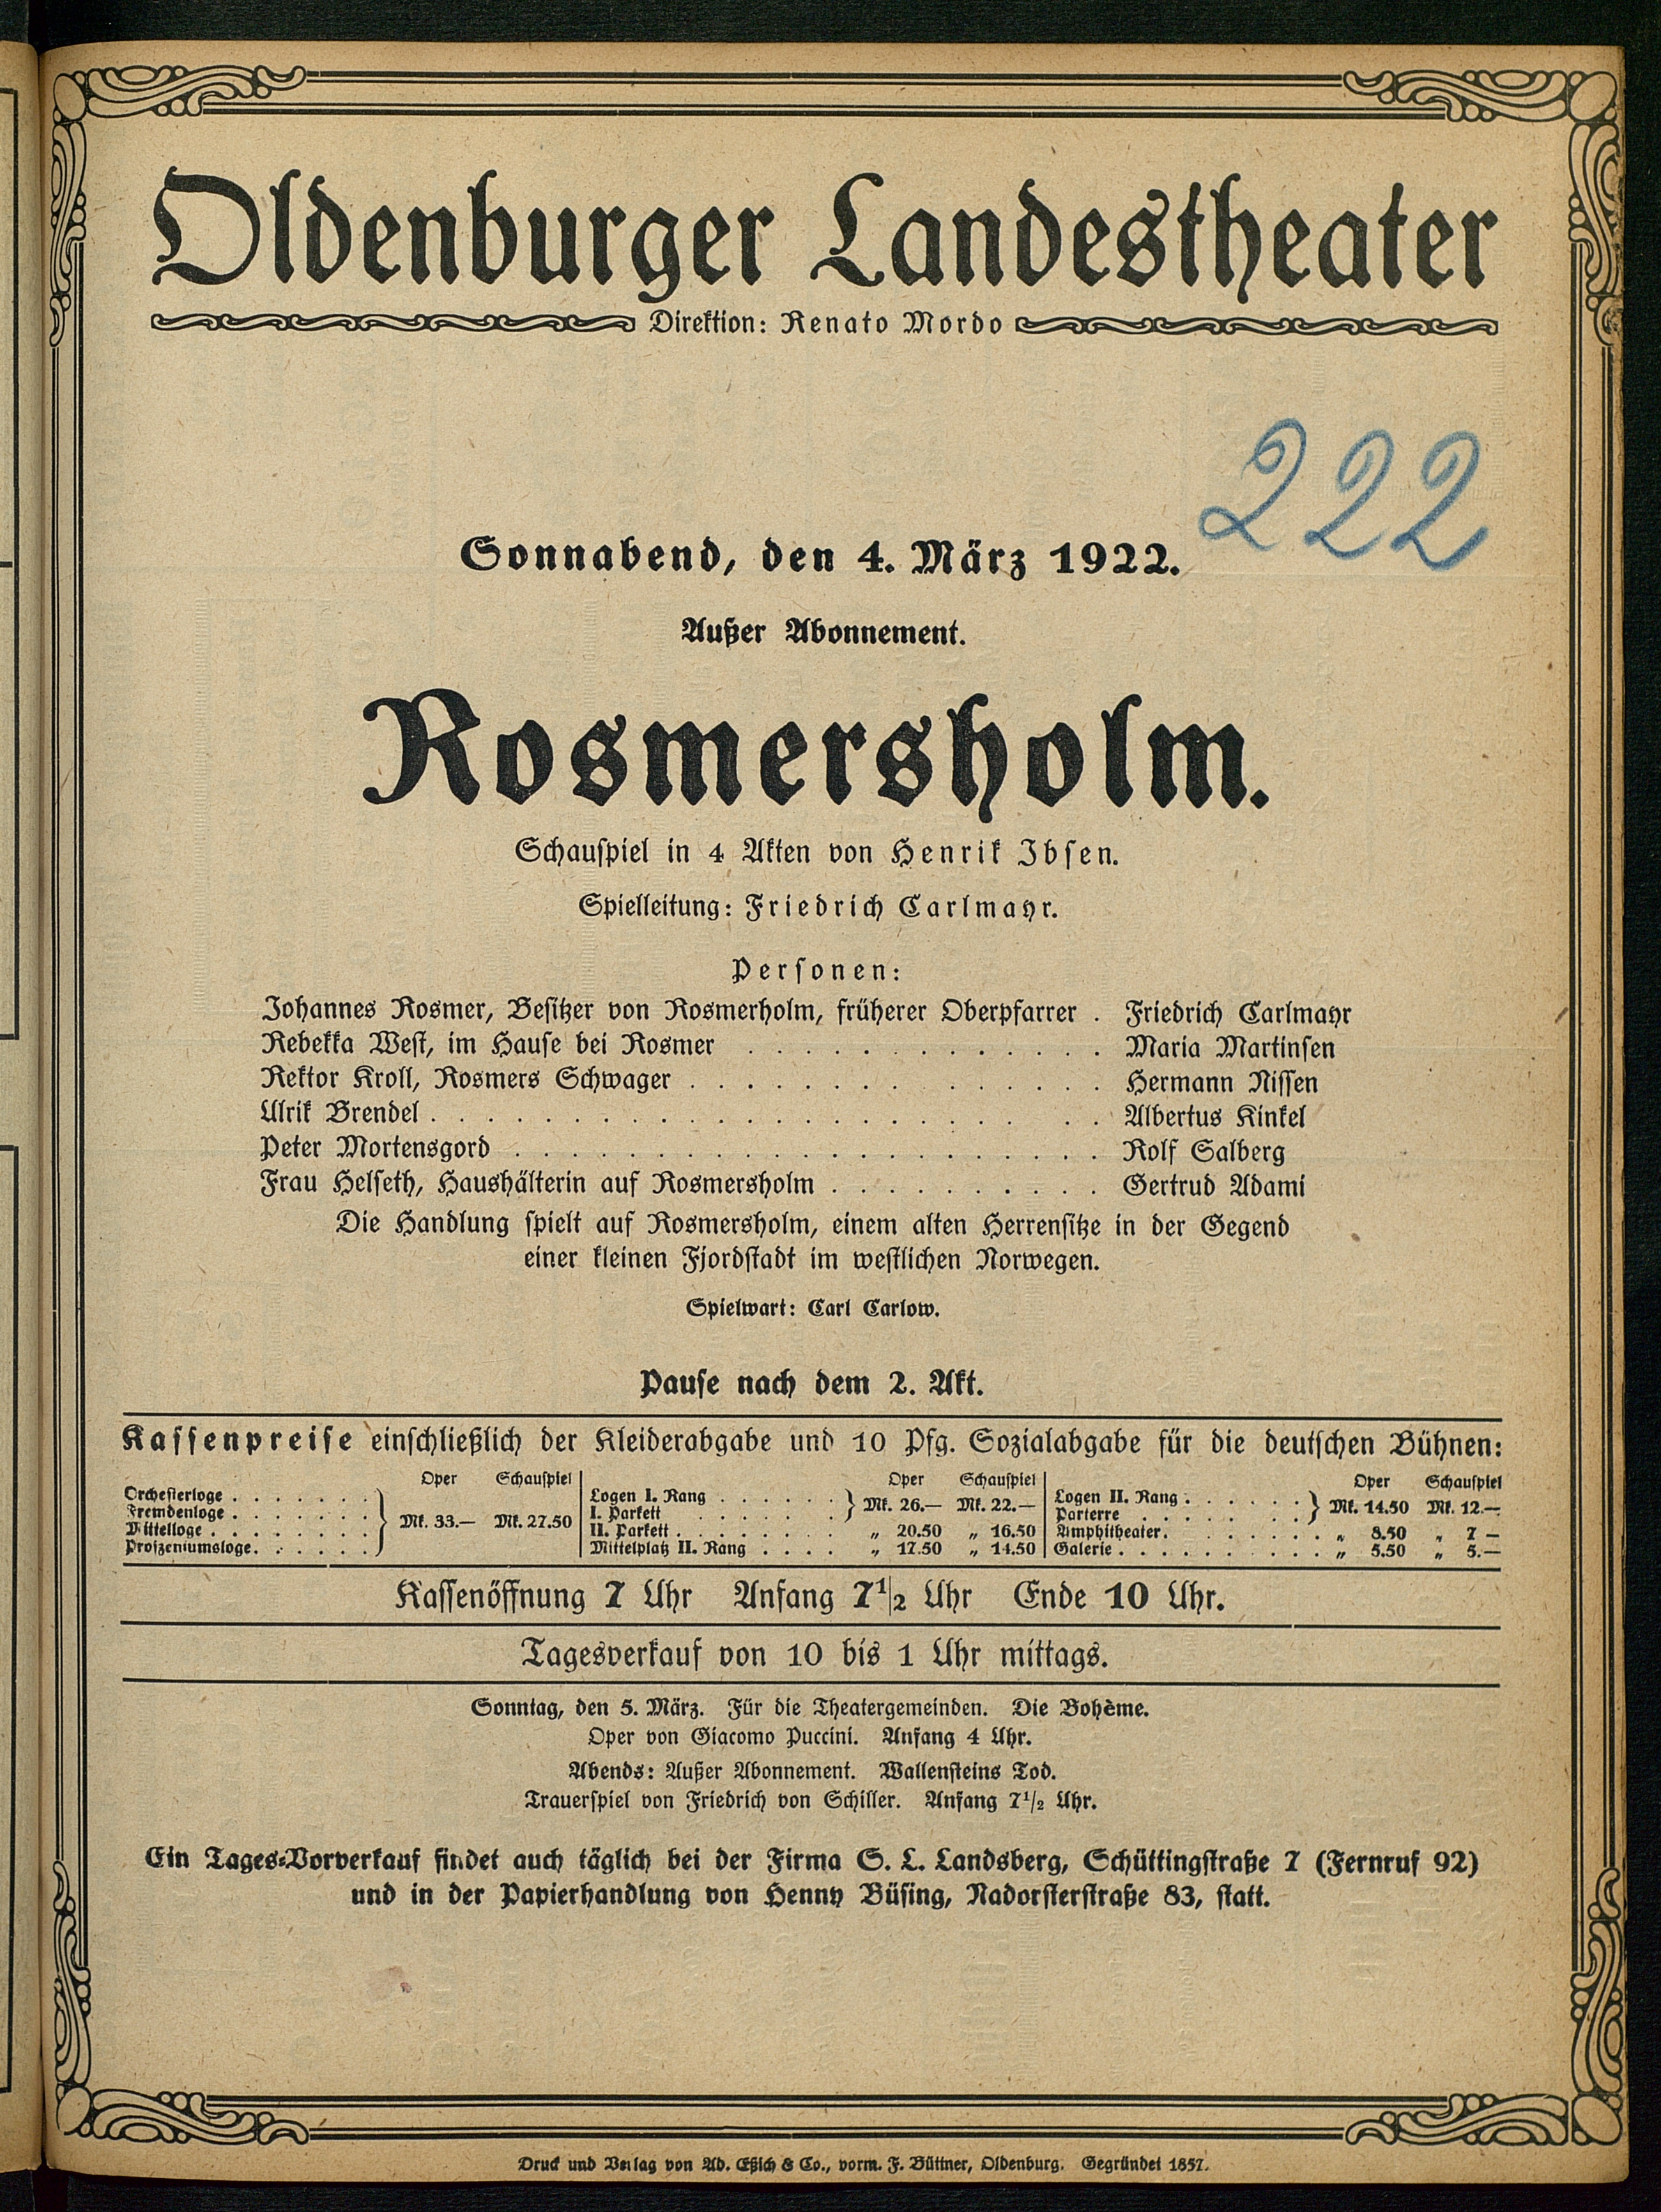 Oldenburger Landestheater
Direktion: Renato Mordo
222
Sonnabend, den 4. März 1922.
Außer Abonnement.
Rosmersholm.
Schauspiel in 4 Akten von Henrik Ibsen.
Spielleitung: Friedrich Carlmayr.
Personen:
Johannes Rosmer, Besitzer von Rosmerholm, früherer Oberpfarrer . Friedrich Carlmayr
Rebekka West, im Hause bei Rosmer . . . . . . . . . . . . . Maria Martinsen
Rektor Kroll, Rosmers Schwager . . . . . . . . . . . . . . . Hermann Nissen
Ulrik Brendel . . . . . . . . . . . . . . . . . . . . . . . Albertus Kinkel
Peter Mortensgord . . . . . . . . . . . . . . . . . . . . . Rolf Salberg
Frau Helseth, Haushälterin auf Rosmersholm . . . . . . . . . . Gertrud Adami
Die Handlung spielt auf Rosmersholm, einem alten Herrensitze in der Gegend
einer kleinen Fjordstadt im westlichen Norwegen.
Spielwart: Carl Carlow.
Pause nach dem 2. Akt.
Kassenpreise einschließlich der Kleiderabgabe und 10 Pfg. Sozialabgabe für die deutschen Bühnen:
Oper Schauspiel
Orchesterloge . . . . . . .
Fremdenloge . . . . . . .
Mittelloge . . . . . . . .
Proszeniumsloge . . . . . .
Mk. 33.— Mk. 27.50
Oper Schauspiel
Logen I. Rang . . . . . .
I. Parkett . . . . . . .
Mk. 26.— Mk. 22.—
II. Parkett . . . . . . . . „ 20.50 „ 16.50
Mittelplatz II. Rang . . . . „ 17.50 „ 14.50
Oper Schauspiel
Logen II. Rang . . . . . .
Parterre . . . . . . .
Mk. 14.50 Mk. 12.—
Amphitheater . . . . . . . . „ 8.50 „ 7 —
Galerie . . . . . . . . . . „ 5.50 „ 5.—
Kassenöffnung 7 Uhr Anfang 7 1/2 Uhr Ende 10 Uhr.
Tagesverkauf von 10 bis 1 Uhr mittags.
Sonntag, den 5. März. Für die Theatergemeinden. Die Bohème.
Oper von Giacomo Puccini. Anfang 4 Uhr.
Abends: Außer Abonnement. Wallensteins Tod.
Trauerspiel von Friedrich von Schiller. Anfang 7 1/2 Uhr.
Ein Tages-Vorverkauf findet auch täglich bei der Firma S. L. Landsberg, Schüttingstraße 7 (Fernruf 92)
und in der Papierhandlung von Henny Büsing, Nadorsterstraße 83, statt.
Druck und Verlag von Ad. Eßich & Co., vorm. F. Büttner, Oldenburg. Gegründet 1857.